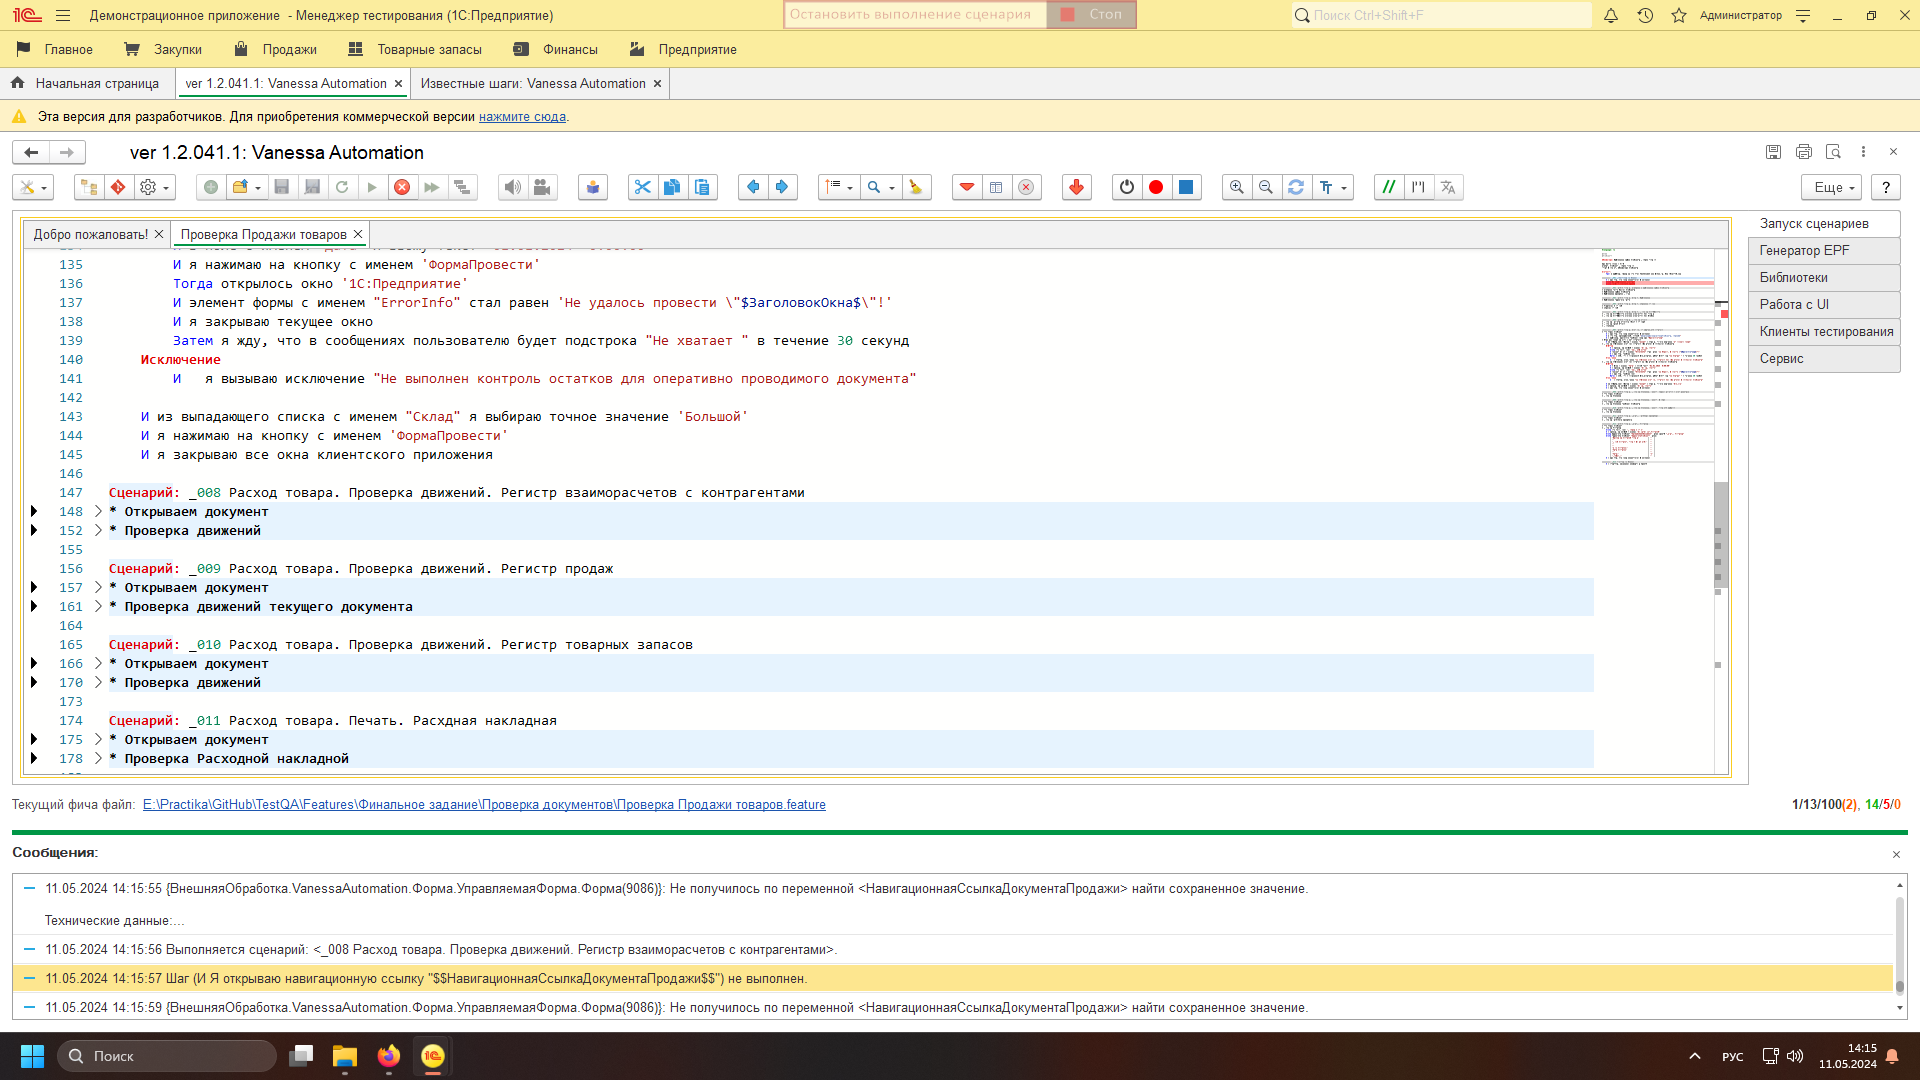 Демонстрационное приложение - Менеджер тестирования (1С:Предприятие)
Остановить выполнение сценария Стоп
Поиск Ctrl+Shift+F
Администратор
Главное Закупки Продажи Товарные запасы Финансы Предприятие
Начальная страница
ver 1.2.041.1: Vanessa Automation
Известные шаги: Vanessa Automation
Эта версия для разработчиков. Для приобретения коммерческой версии нажмите сюда.
ver 1.2.041.1: Vanessa Automation
Еще ?
Добро пожаловать!
Проверка Продажи товаров
135 И я нажимаю на кнопку с именем 'ФормаПровести'
136 Тогда открылось окно '1С:Предприятие'
137 И элемент формы с именем "ErrorInfo" стал равен 'Не удалось провести \"$ЗаголовокОкна$\"!'
138 И я закрываю текущее окно
139 Затем я жду, что в сообщениях пользователю будет подстрока "Не хватает " в течение 30 секунд
140 Исключение
141 И я вызываю исключение "Не выполнен контроль остатков для оперативно проводимого документа"
142
143 И из выпадающего списка с именем "Склад" я выбираю точное значение 'Большой'
144 И я нажимаю на кнопку с именем 'ФормаПровести'
145 И я закрываю все окна клиентского приложения
146
147 Сценарий: _008 Расход товара. Проверка движений. Регистр взаиморасчетов с контрагентами
148 * Открываем документ
152 * Проверка движений
155
156 Сценарий: _009 Расход товара. Проверка движений. Регистр продаж
157 * Открываем документ
161 * Проверка движений текущего документа
164
165 Сценарий: _010 Расход товара. Проверка движений. Регистр товарных запасов
166 * Открываем документ
170 * Проверка движений
173
174 Сценарий: _011 Расход товара. Печать. Расхдная накладная
175 * Открываем документ
178 * Проверка Расходной накладной
Запуск сценариев
Генератор EPF
Библиотеки
Работа с UI
Клиенты тестирования
Сервис
Текущий фича файл: E:\Practika\GitHub\TestQA\Features\Финальное задание\Проверка документов\Проверка Продажи товаров.feature
1/13/100(2), 14/5/0
Сообщения:
11.05.2024 14:15:55 {ВнешняяОбработка.VanessaAutomation.Форма.УправляемаяФорма.Форма(9086)}: Не получилось по переменной <НавигационнаяСсылкаДокументаПродажи> найти сохраненное значение.
Технические данные:...
11.05.2024 14:15:56 Выполняется сценарий: <_008 Расход товара. Проверка движений. Регистр взаиморасчетов с контрагентами>.
11.05.2024 14:15:57 Шаг (И Я открываю навигационную ссылку "$$НавигационнаяСсылкаДокументаПродажи$$") не выполнен.
11.05.2024 14:15:59 {ВнешняяОбработка.VanessaAutomation.Форма.УправляемаяФорма.Форма(9086)}: Не получилось по переменной <НавигационнаяСсылкаДокументаПродажи> найти сохраненное значение.
Поиск
РУС
14:15
11.05.2024